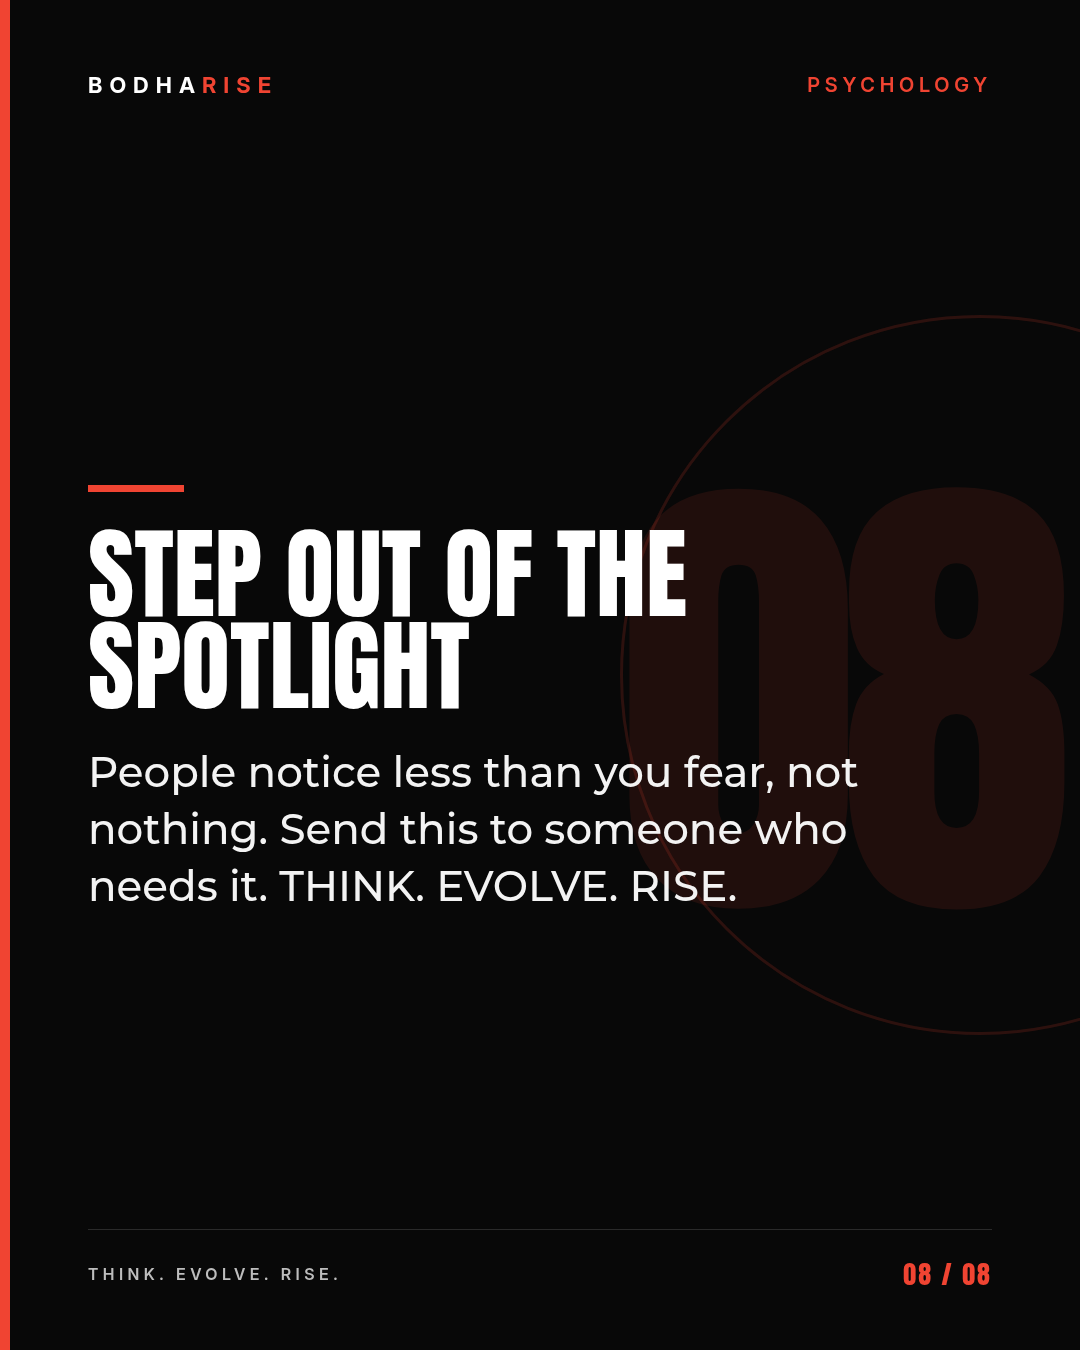 BODHARISE
PSYCHOLOGY
08
STEP OUT OF THE
SPOTLIGHT
People notice less than you fear, not
nothing. Send this to someone who
needs it. THINK. EVOLVE. RISE.
THINK. EVOLVE. RISE.
08 / 08